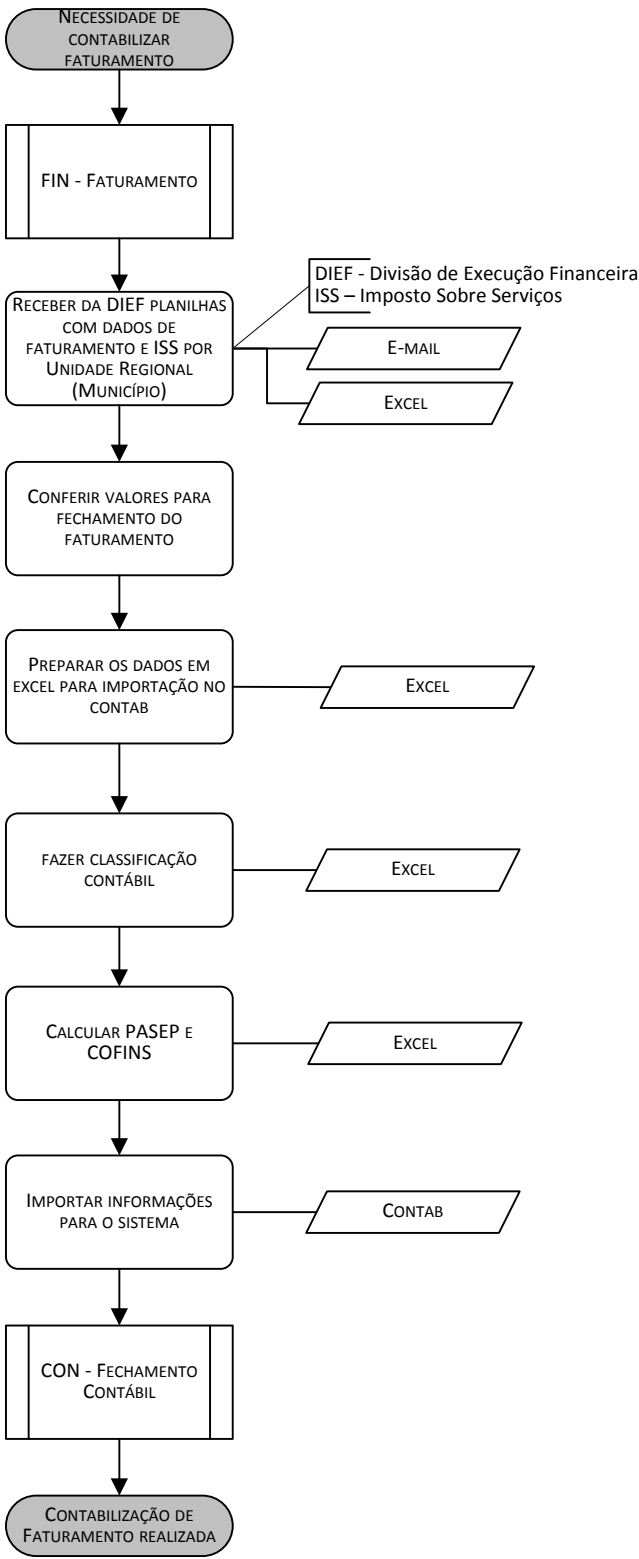 NECESSIDADE DE
CONTABILIZAR
FATURAMENTO
FIN - FATURAMENTO
RECEBER DA DIEF PLANILHAS
COM DADOS DE
FATURAMENTO E ISS POR
UNIDADE REGIONAL
(MUNICÍPIO)
DIEF - Divisão de Execução Financeira
ISS – Imposto Sobre Serviços
E-MAIL
EXCEL
CONFERIR VALORES PARA
FECHAMENTO DO
FATURAMENTO
PREPARAR OS DADOS EM
EXCEL PARA IMPORTAÇÃO NO
CONTAB
EXCEL
FAZER CLASSIFICAÇÃO
CONTÁBIL
EXCEL
CALCULAR PASEP E
COFINS
EXCEL
IMPORTAR INFORMAÇÕES
PARA O SISTEMA
CONTAB
CON - FECHAMENTO
CONTÁBIL
CONTABILIZAÇÃO DE
FATURAMENTO REALIZADA